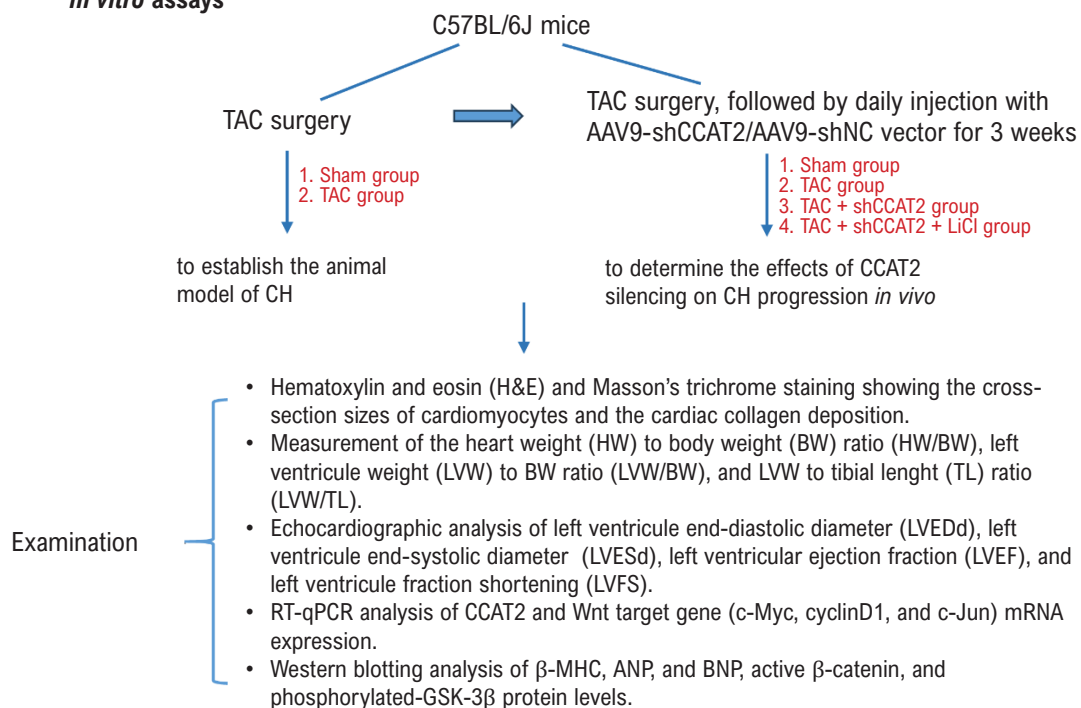 in vitro assays
C57BL/6J mice
TAC surgery
TAC surgery, followed by daily injection with
AAV9-shCCAT2/AAV9-shNC vector for 3 weeks
1. Sham group
2. TAC group
1. Sham group
2. TAC group
3. TAC + shCCAT2 group
4. TAC + shCCAT2 + LiCl group
to establish the animal
model of CH
to determine the effects of CCAT2
silencing on CH progression in vivo
Examination
• Hematoxylin and eosin (H&E) and Masson's trichrome staining showing the cross-
section sizes of cardiomyocytes and the cardiac collagen deposition.
• Measurement of the heart weight (HW) to body weight (BW) ratio (HW/BW), left
ventricule weight (LVW) to BW ratio (LVW/BW), and LVW to tibial lenght (TL) ratio
(LVW/TL).
• Echocardiographic analysis of left ventricule end-diastolic diameter (LVEDd), left
ventricule end-systolic diameter (LVESd), left ventricular ejection fraction (LVEF), and
left ventricule fraction shortening (LVFS).
• RT-qPCR analysis of CCAT2 and Wnt target gene (c-Myc, cyclinD1, and c-Jun) mRNA
expression.
• Western blotting analysis of β-MHC, ANP, and BNP, active β-catenin, and
phosphorylated-GSK-3β protein levels.